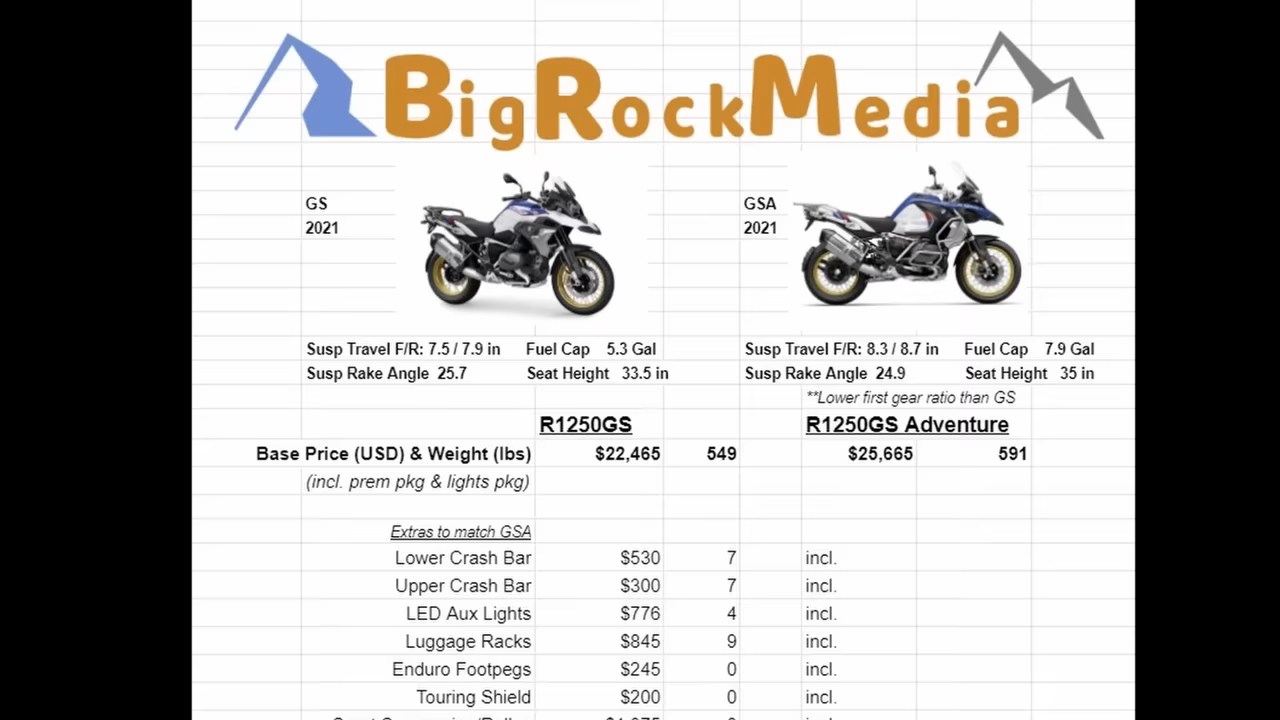 BigRockMedia
GS
2021
GSA
2021
Susp Travel F/R: 7.5 / 7.9 in Fuel Cap 5.3 Gal
Susp Rake Angle 25.7 Seat Height 33.5 in
Susp Travel F/R: 8.3 / 8.7 in Fuel Cap 7.9 Gal
Susp Rake Angle 24.9 Seat Height 35 in
**Lower first gear ratio than GS
R1250GS R1250GS Adventure
Base Price (USD) & Weight (lbs) $22,465 549 $25,665 591
(incl. prem pkg & lights pkg)
Extras to match GSA
Lower Crash Bar $530 7 incl.
Upper Crash Bar $300 7 incl.
LED Aux Lights $776 4 incl.
Luggage Racks $845 9 incl.
Enduro Footpegs $245 0 incl.
Touring Shield $200 0 incl.